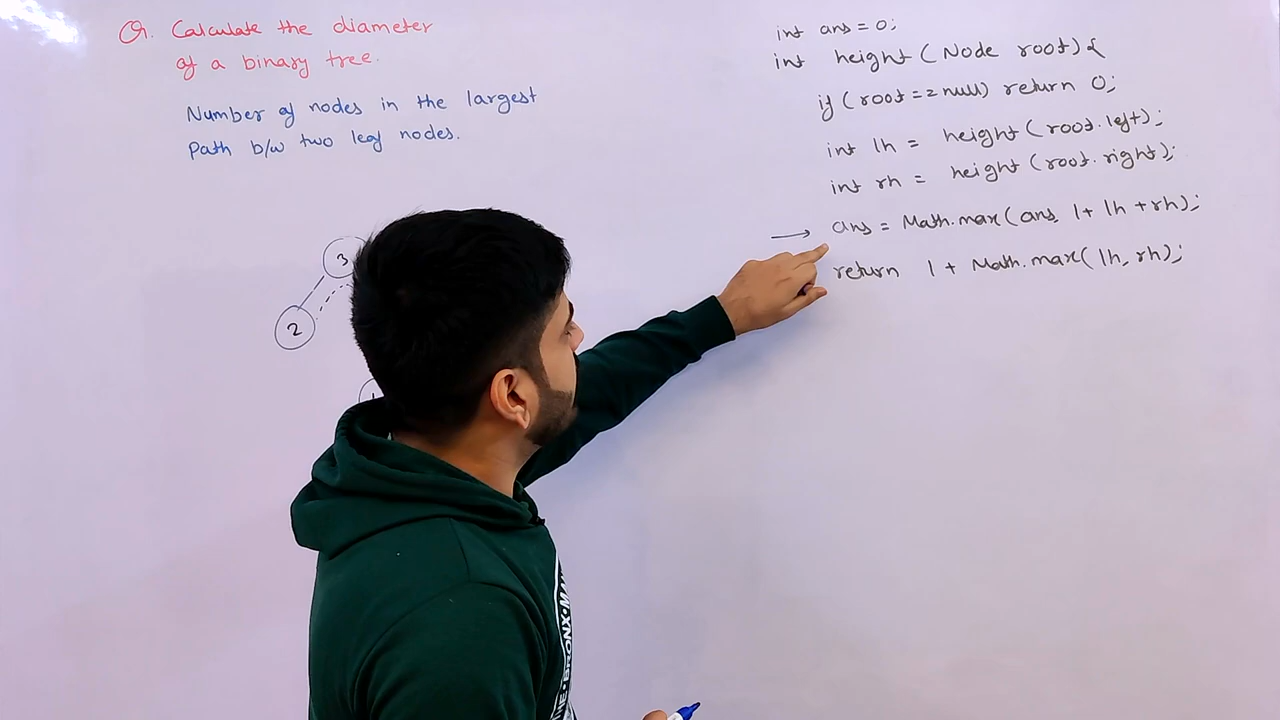 Q. Calculate the diameter
of a binary tree.
Number of nodes in the largest
Path b/w two leaf nodes.
3
2
int ans = 0;
int height (Node root) {
if (root == null) return 0;
int lh = height (root.left);
int rh = height (root.right);
→ ans = Math.max(ans, 1 + lh + rh);
return 1 + Math.max(lh, rh);